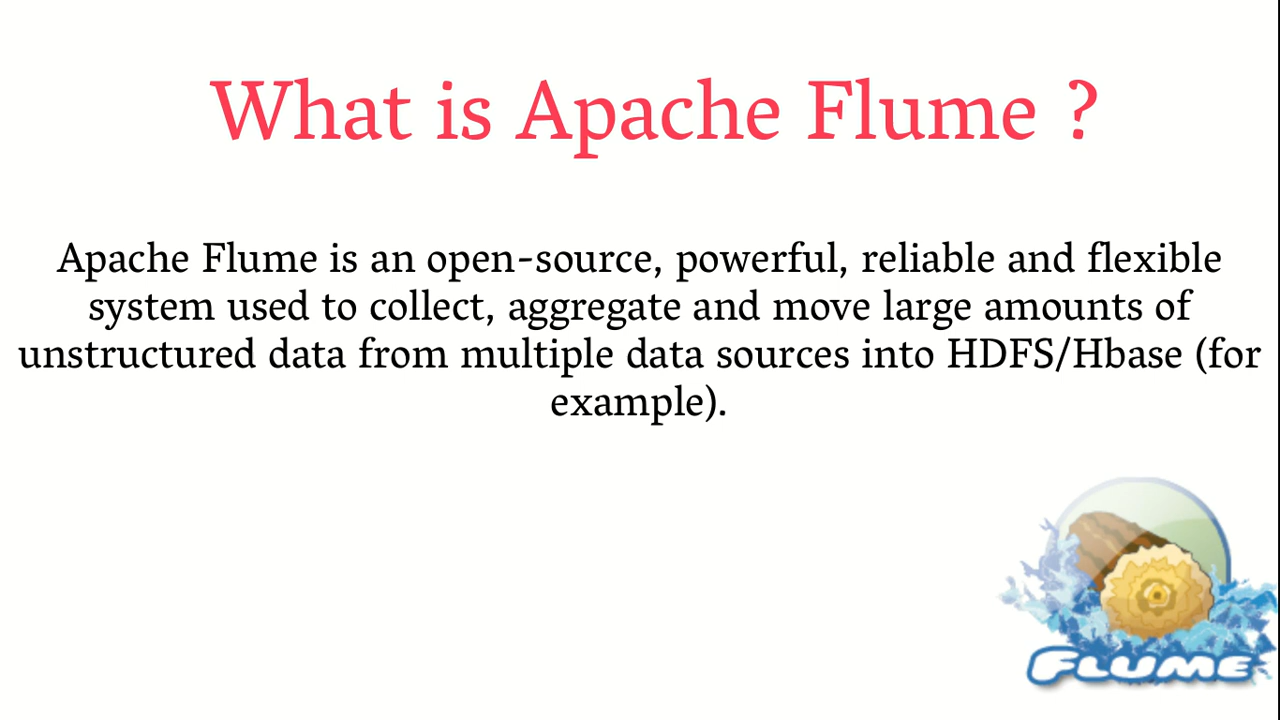 What is Apache Flume ?
Apache Flume is an open-source, powerful, reliable and flexible
system used to collect, aggregate and move large amounts of
unstructured data from multiple data sources into HDFS/Hbase (for
example).
FLUME